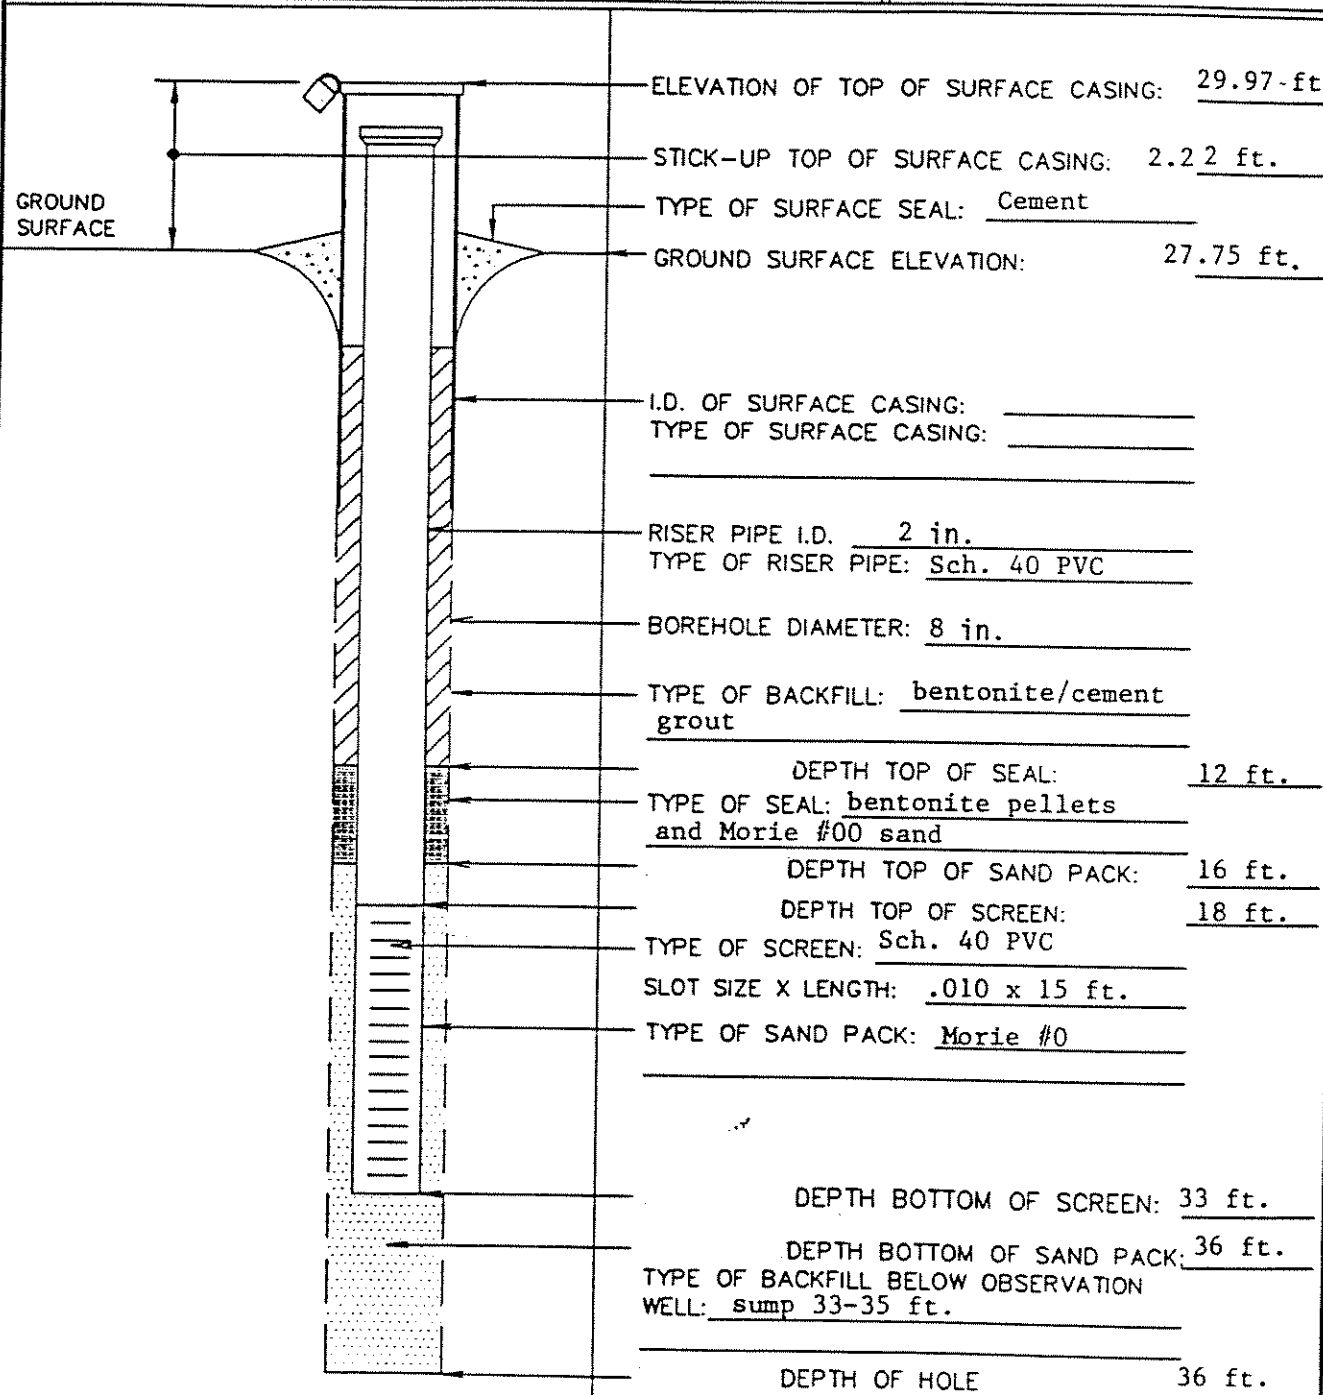 ELEVATION OF TOP OF SURFACE CASING: 29.97-ft
STICK-UP TOP OF SURFACE CASING: 2.22 ft.
GROUND
SURFACE
TYPE OF SURFACE SEAL: Cement
GROUND SURFACE ELEVATION: 27.75 ft.
I.D. OF SURFACE CASING:
TYPE OF SURFACE CASING:
RISER PIPE I.D. 2 in.
TYPE OF RISER PIPE: Sch. 40 PVC
BOREHOLE DIAMETER: 8 in.
TYPE OF BACKFILL: bentonite/cement
grout
DEPTH TOP OF SEAL: 12 ft.
TYPE OF SEAL: bentonite pellets
and Morie #00 sand
DEPTH TOP OF SAND PACK: 16 ft.
DEPTH TOP OF SCREEN: 18 ft.
TYPE OF SCREEN: Sch. 40 PVC
SLOT SIZE X LENGTH: .010 x 15 ft.
TYPE OF SAND PACK: Morie #0
DEPTH BOTTOM OF SCREEN: 33 ft.
DEPTH BOTTOM OF SAND PACK: 36 ft.
TYPE OF BACKFILL BELOW OBSERVATION
WELL: sump 33-35 ft.
DEPTH OF HOLE 36 ft.